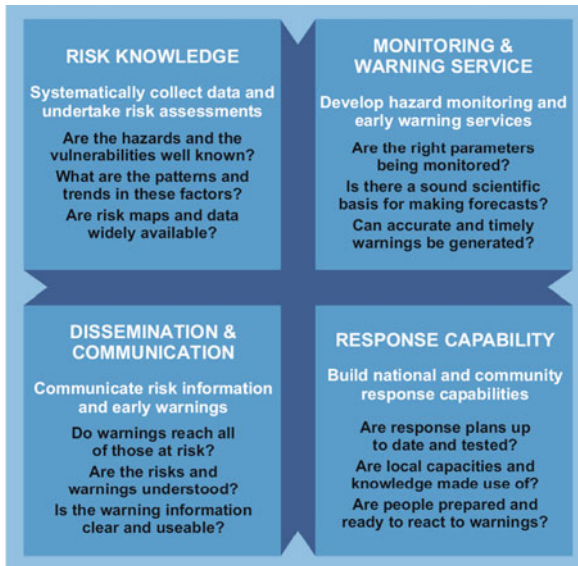 RISK KNOWLEDGE
Systematically collect data and
undertake risk assessments
Are the hazards and the
vulnerabilities well known?
What are the patterns and
trends in these factors?
Are risk maps and data
widely available?
MONITORING &
WARNING SERVICE
Develop hazard monitoring and
early warning services
Are the right parameters
being monitored?
Is there a sound scientific
basis for making forecasts?
Can accurate and timely
warnings be generated?
DISSEMINATION &
COMMUNICATION
Communicate risk information
and early warnings
Do warnings reach all
of those at risk?
Are the risks and
warnings understood?
Is the warning information
clear and useable?
RESPONSE CAPABILITY
Build national and community
response capabilities
Are response plans up
to date and tested?
Are local capacities and
knowledge made use of?
Are people prepared and
ready to react to warnings?